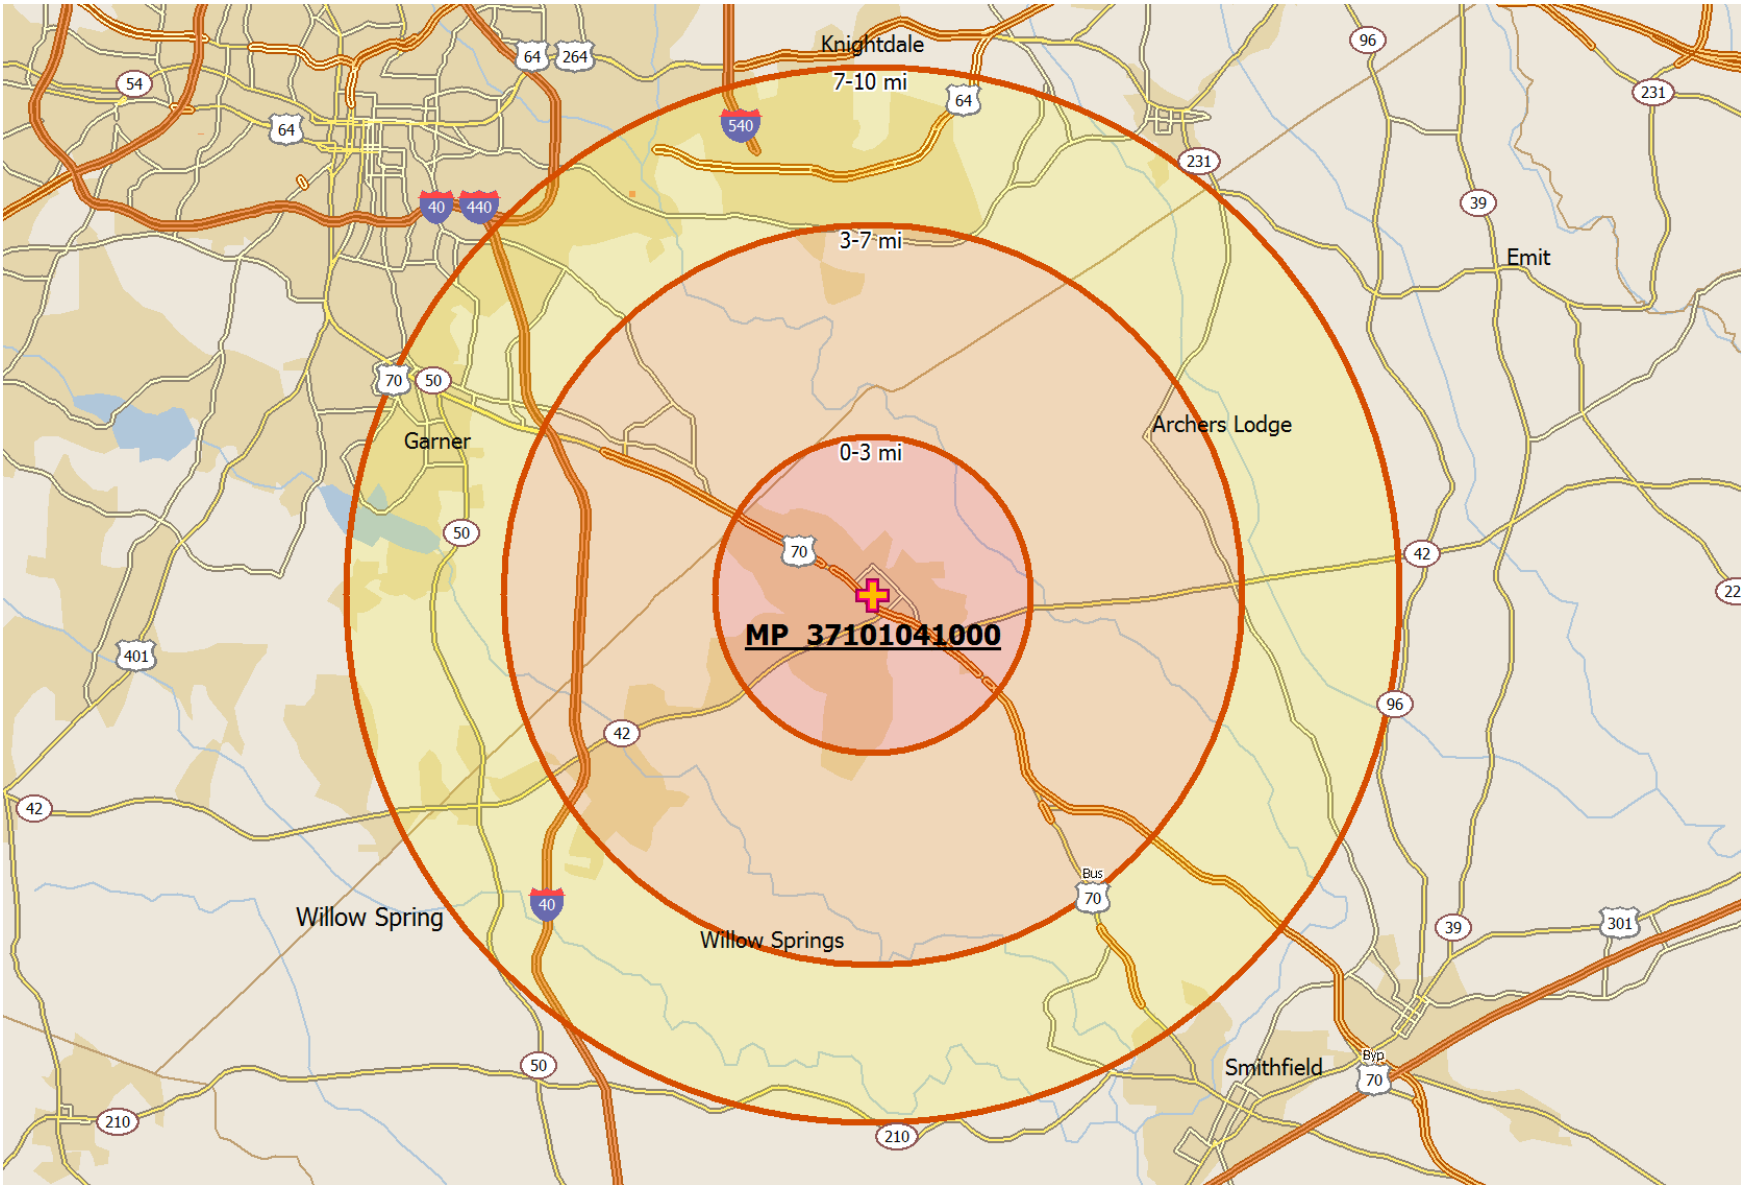 Knightdale
96
64
264
7-10 mi
54
231
64
64
540
231
40
440
39
3-7 mi
Emit
70
50
Archers Lodge
Garner
0-3 mi
50
70
42
22
MP 37101041000
401
96
42
42
Bus
70
40
Willow Spring
301
39
Willow Springs
Byp
50
Smithfield
70
210
210